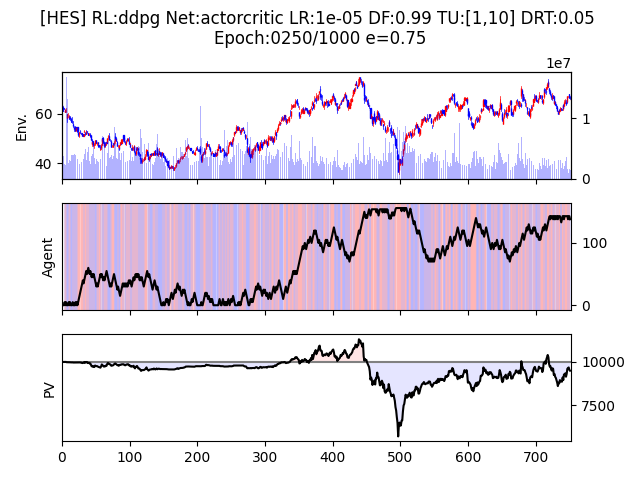 [HES] RL:ddpg Net:actorcritic LR:1e-05 DF:0.99 TU:[1,10] DRT:0.05
Epoch:0250/1000 e=0.75
1e7
Env.
60
40
1
0
Agent
100
0
PV
10000
7500
0 100 200 300 400 500 600 700